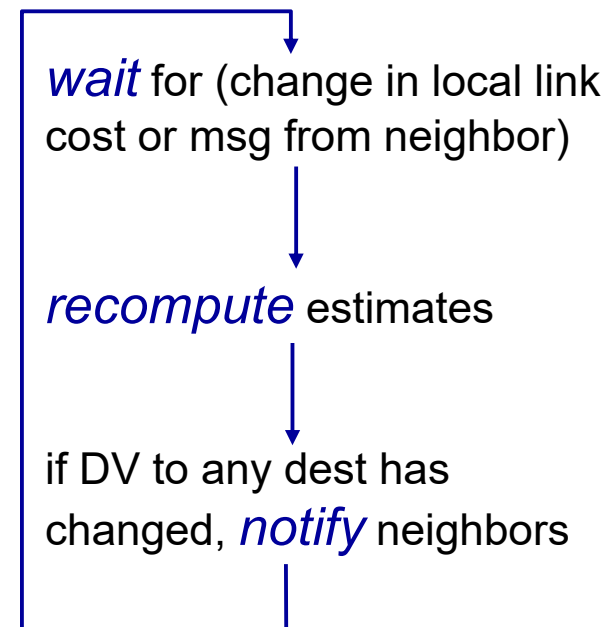 wait for (change in local link
cost or msg from neighbor)
recompute estimates
if DV to any dest has
changed, notify neighbors